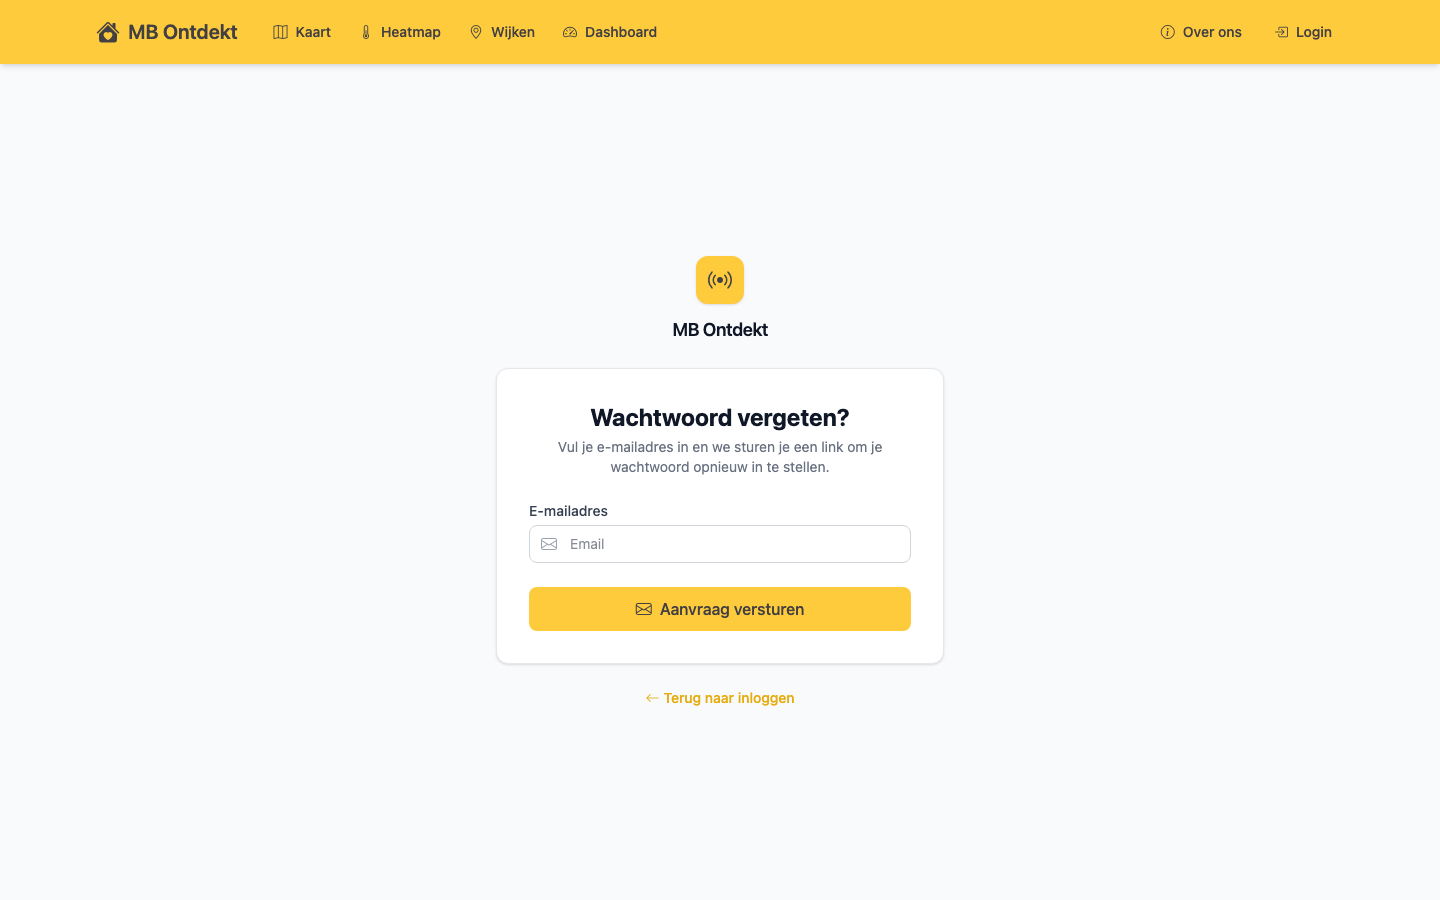 MB Ontdekt
Kaart
Heatmap
Wijken
Dashboard
Over ons
Login
MB Ontdekt
Wachtwoord vergeten?
Vul je e-mailadres in en we sturen je een link om je
wachtwoord opnieuw in te stellen.
E-mailadres
Email
Aanvraag versturen
← Terug naar inloggen